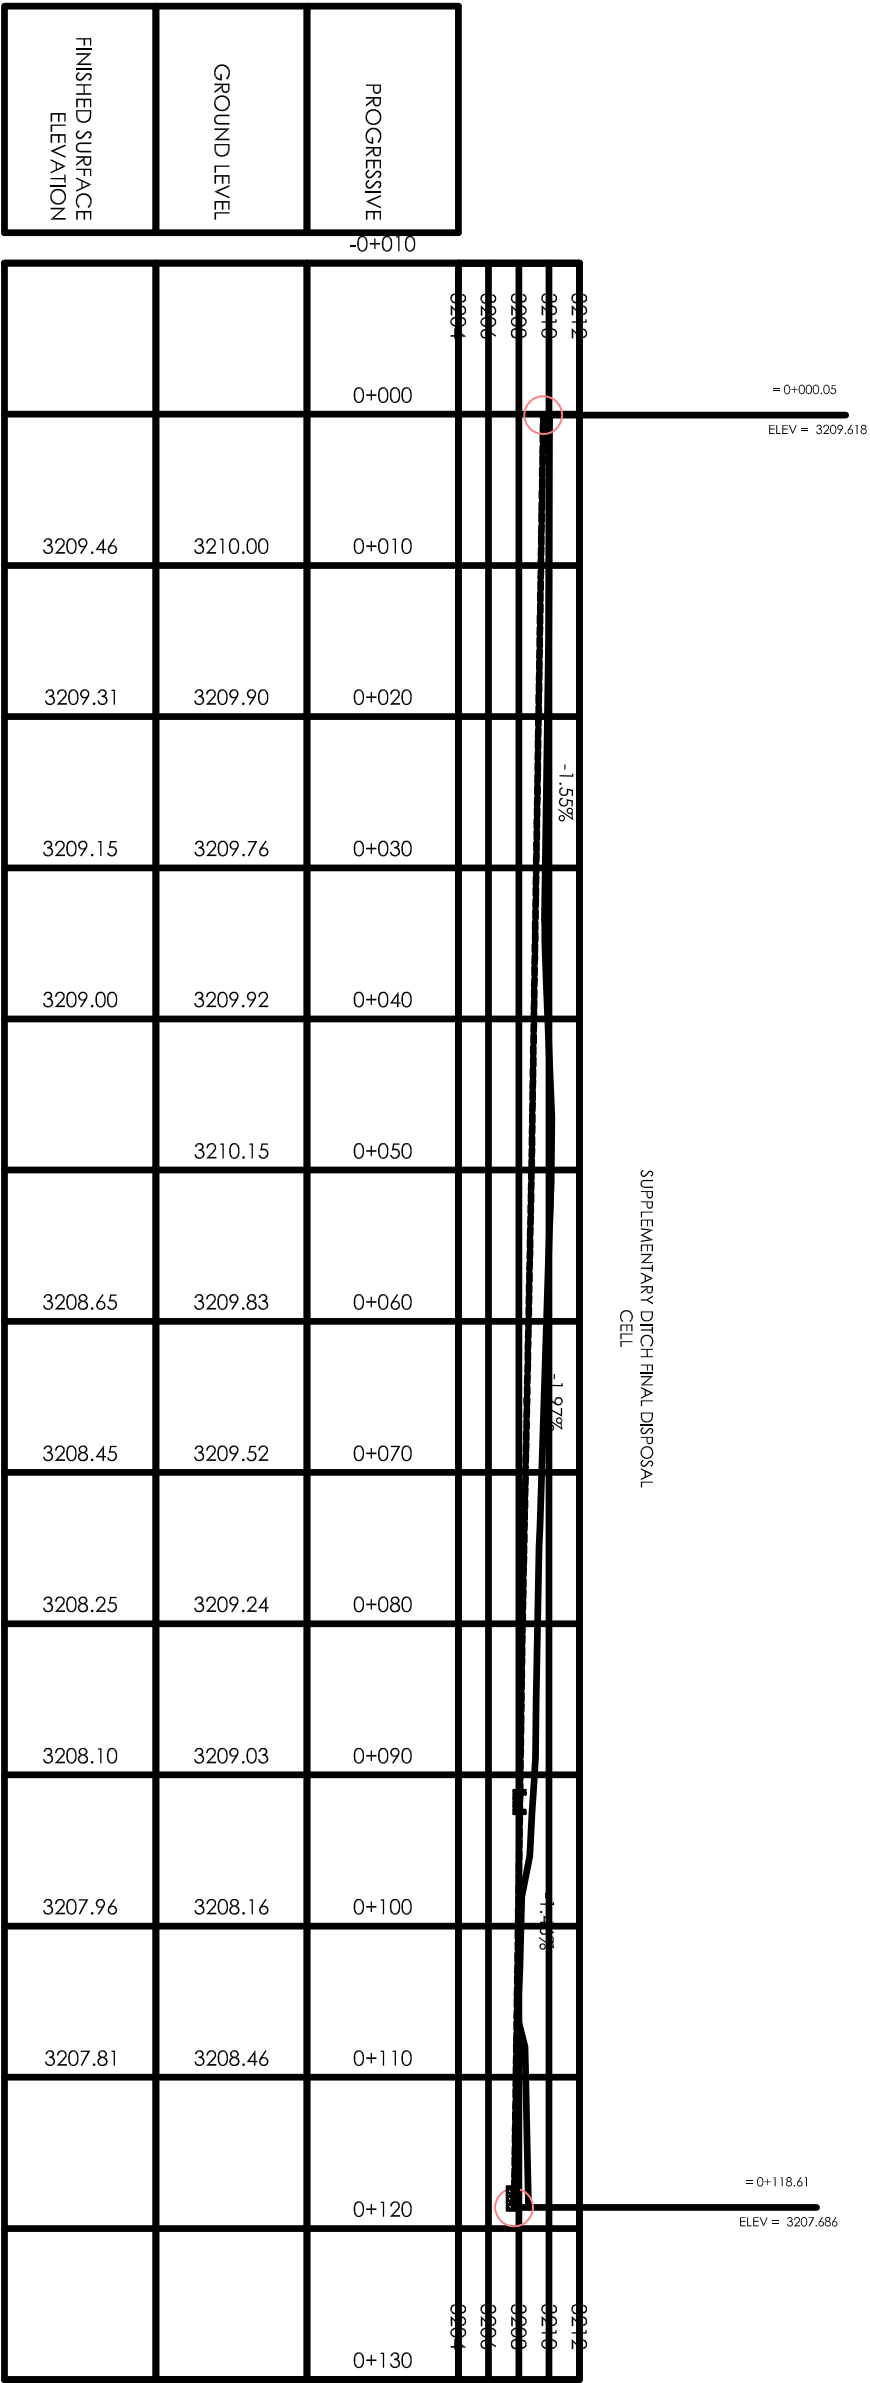 FINISHED SURFACE
ELEVATION
GROUND LEVEL
PROGRESSIVE
-0+010
3204
3206
3208
3210
3212
0+000
= 0+000.05
ELEV = 3209.618
3209.46 3210.00 0+010
3209.31 3209.90 0+020
-1.55%
3209.15 3209.76 0+030
3209.00 3209.92 0+040
3210.15 0+050
SUPPLEMENTARY DITCH FINAL DISPOSAL
CELL
3208.65 3209.83 0+060
-1.97%
3208.45 3209.52 0+070
3208.25 3209.24 0+080
3208.10 3209.03 0+090
3207.96 3208.16 0+100
3207.81 3208.46 0+110
= 0+118.61
ELEV = 3207.686
0+120
3204
3206
3208
3210
3212
0+130